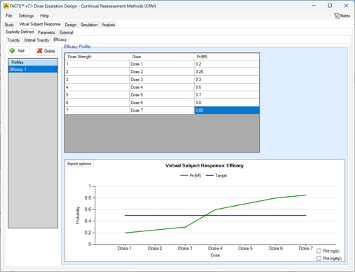 FACTS™ v7.1 Dose Escalation Design - Continual Reassessment Methods (CRM)
File Settings Help Notes
Study Virtual Subject Response Design Simulation Analysis
Explicitly Defined Parametric External
Toxicity Ordinal Toxicity Efficacy
Add Delete
Profiles
Efficacy 1
Efficacy Profile
Dose Strength Dose Pr(Eff)
1 Dose 1 0.2
2 Dose 2 0.25
3 Dose 3 0.3
4 Dose 4 0.6
5 Dose 5 0.7
6 Dose 6 0.8
7 Dose 7 0.85
Export options
Virtual Subject Response Efficacy
Pr(Eff) Target
Probability
1
0.8
0.6
0.4
0.2
0
Dose 1 Dose 2 Dose 3 Dose 4 Dose 5 Dose 6 Dose 7
Dose
Plot log(x)
Plot logit(p)